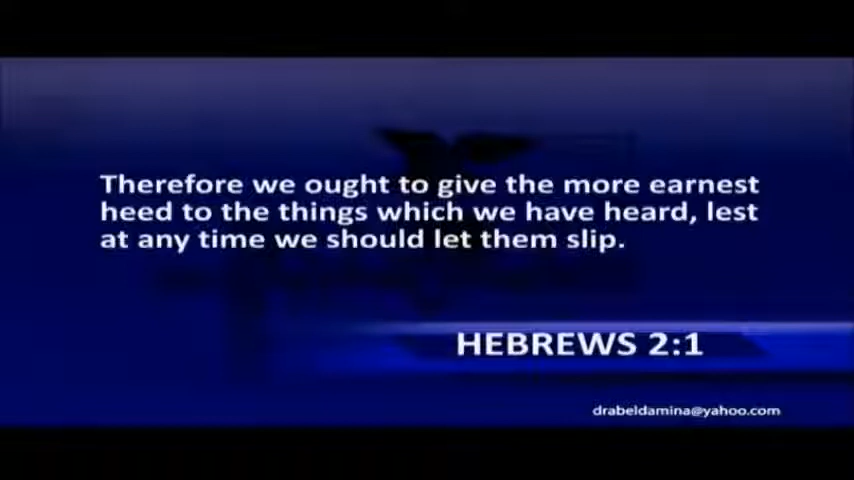 Therefore we ought to give the more earnest
heed to the things which we have heard, lest
at any time we should let them slip.
HEBREWS 2:1
drabeldamina@yahoo.com